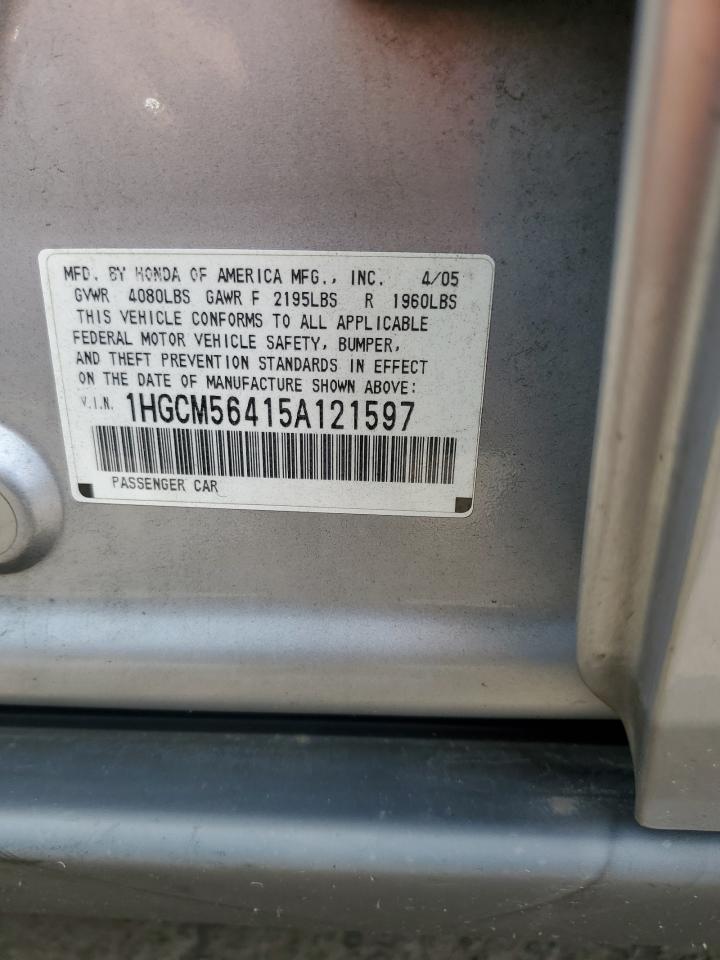 MFD. BY HONDA OF AMERICA MFG., INC. 4/05
GVWR 4080LBS GAWR F 2195LBS R 1960LBS
THIS VEHICLE CONFORMS TO ALL APPLICABLE
FEDERAL MOTOR VEHICLE SAFETY, BUMPER,
AND THEFT PREVENTION STANDARDS IN EFFECT
ON THE DATE OF MANUFACTURE SHOWN ABOVE:
V.I.N. 1HGCM56415A121597
PASSENGER CAR